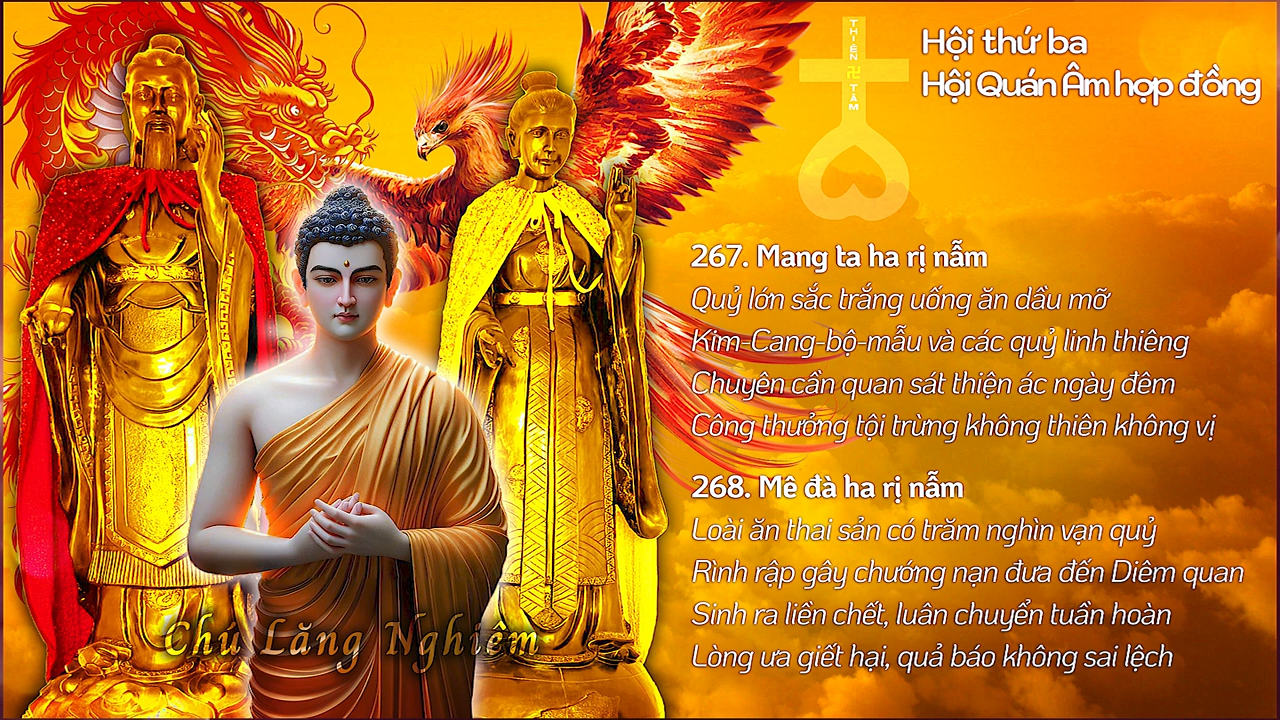 THIÊN
卍
TÂM
Hội thứ ba
Hội Quán Âm hợp đồng
267. Mang ta ha rị nẫm
Quỷ lớn sắc trắng uống ăn dầu mỡ
Kim-Cang-bộ-mẫu và các quỷ linh thiêng
Chuyên cần quan sát thiện ác ngày đêm
Công thưởng tội trừng không thiên không vị
268. Mê đà ha rị nẫm
Loài ăn thai sản có trăm nghìn vạn quỷ
Rình rập gây chướng nạn đưa đến Diêm quan
Sinh ra liền chết, luân chuyển tuần hoàn
Lòng ưa giết hại, quả báo không sai lệch
Chú Lăng Nghiêm